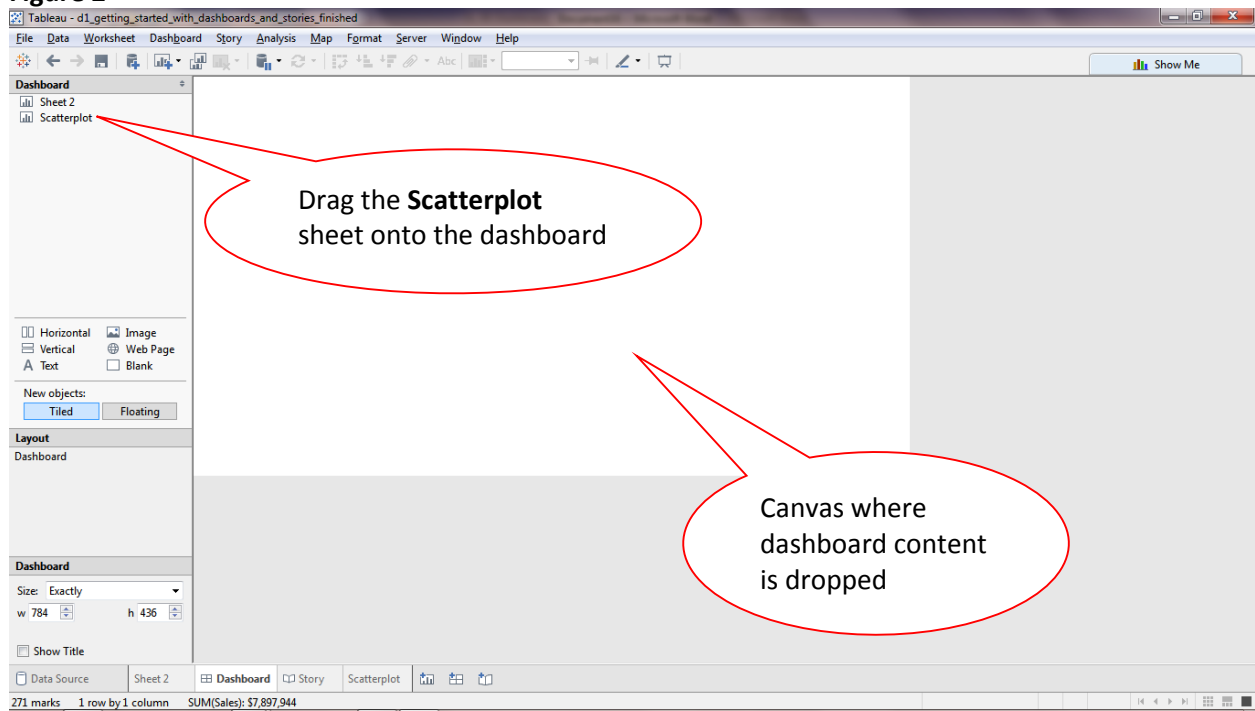 Tableau - d1_getting_started_with_dashboards_and_stories_finished
File Data Worksheet Dashboard Story Analysis Map Format Server Window Help
Abc
Show Me
Dashboard
Sheet 2
Scatterplot
Drag the Scatterplot
sheet onto the dashboard
Horizontal Image
Vertical Web Page
A Text Blank
New objects:
Tiled Floating
Layout
Dashboard
Canvas where
dashboard content
is dropped
Dashboard
Size: Exactly
w 784 h 436
Show Title
Data Source Sheet 2 Dashboard Story Scatterplot
271 marks 1 row by 1 column SUM(Sales): $7,897,944